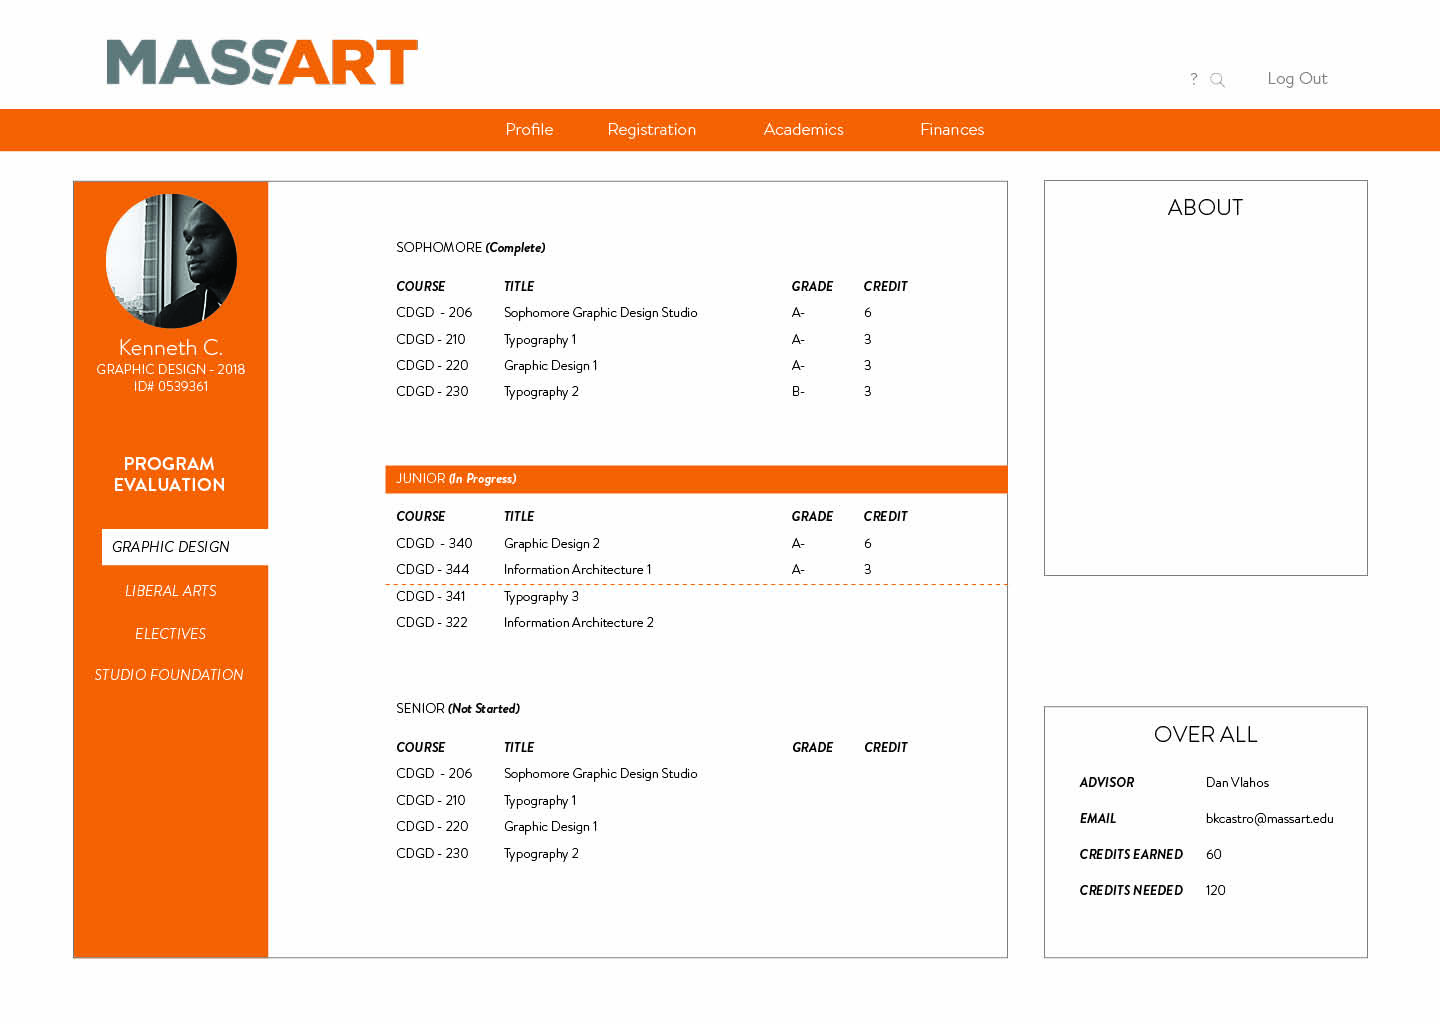 MASSART
? Log Out
Profile Registration Academics Finances
Kenneth C.
GRAPHIC DESIGN - 2018
ID# 0539361
PROGRAM
EVALUATION
GRAPHIC DESIGN
LIBERAL ARTS
ELECTIVES
STUDIO FOUNDATION
SOPHOMORE (Complete)
COURSE TITLE GRADE CREDIT
CDGD - 206 Sophomore Graphic Design Studio A- 6
CDGD - 210 Typography 1 A- 3
CDGD - 220 Graphic Design 1 A- 3
CDGD - 230 Typography 2 B- 3
JUNIOR (In Progress)
COURSE TITLE GRADE CREDIT
CDGD - 340 Graphic Design 2 A- 6
CDGD - 344 Information Architecture 1 A- 3
CDGD - 341 Typography 3
CDGD - 322 Information Architecture 2
SENIOR (Not Started)
COURSE TITLE GRADE CREDIT
CDGD - 206 Sophomore Graphic Design Studio
CDGD - 210 Typography 1
CDGD - 220 Graphic Design 1
CDGD - 230 Typography 2
ABOUT
OVER ALL
ADVISOR Dan Vlahos
EMAIL bkcastro@massart.edu
CREDITS EARNED 60
CREDITS NEEDED 120